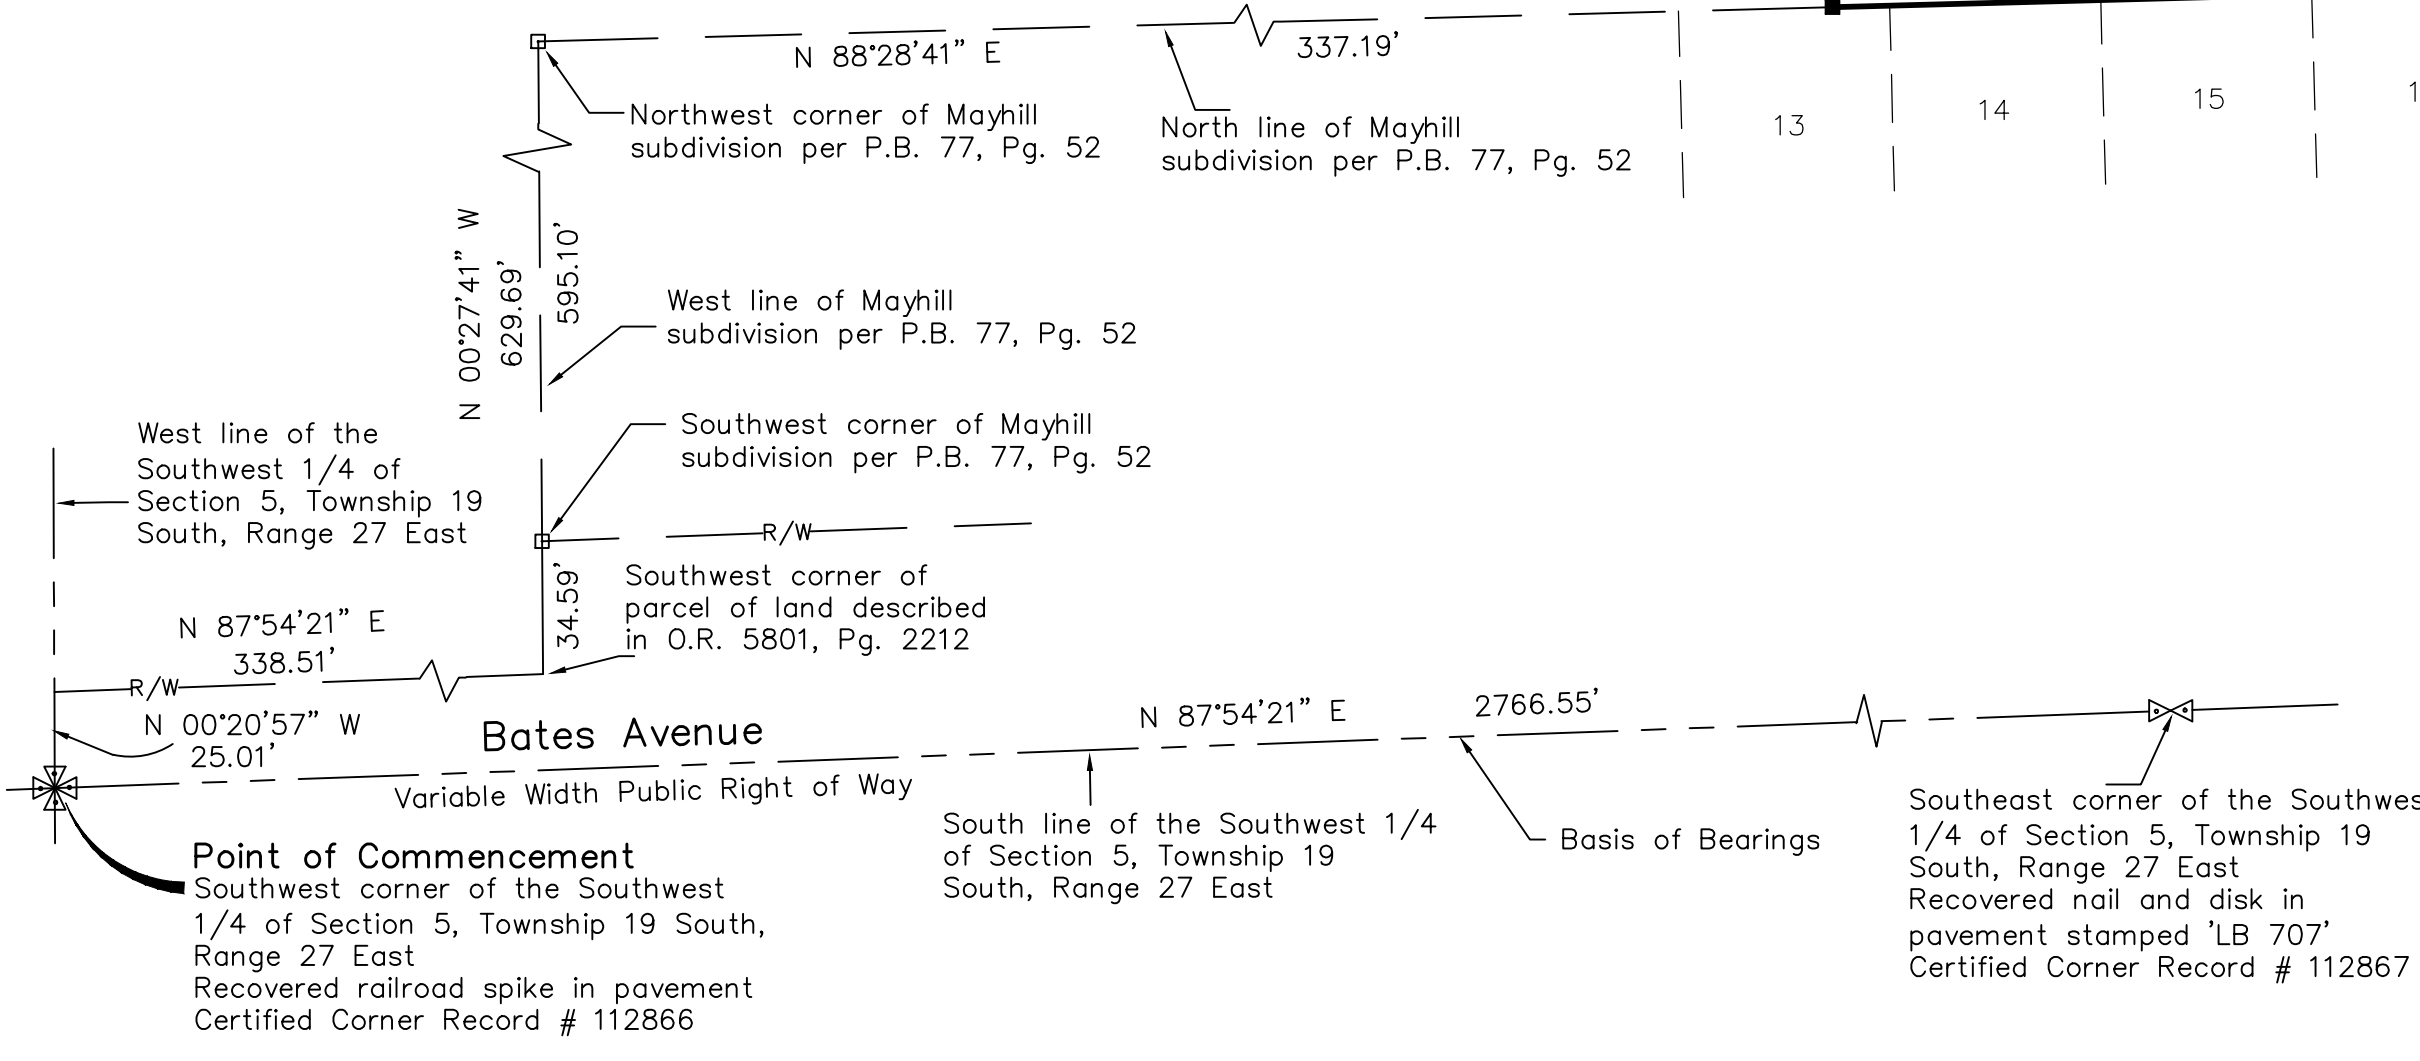 N 88°28'41" E
337.19'
Northwest corner of Mayhill
subdivision per P.B. 77, Pg. 52
North line of Mayhill
subdivision per P.B. 77, Pg. 52
13
14
15
1
N 00°27'41" W
629.69'
595.10'
West line of Mayhill
subdivision per P.B. 77, Pg. 52
Southwest corner of Mayhill
subdivision per P.B. 77, Pg. 52
West line of the
Southwest 1/4 of
Section 5, Township 19
South, Range 27 East
R/W
34.59'
Southwest corner of
parcel of land described
in O.R. 5801, Pg. 2212
N 87°54'21" E
338.51'
R/W
N 00°20'57" W
25.01'
Bates Avenue
Variable Width Public Right of Way
N 87°54'21" E
2766.55'
South line of the Southwest 1/4
of Section 5, Township 19
South, Range 27 East
Basis of Bearings
Point of Commencement
Southwest corner of the Southwest
1/4 of Section 5, Township 19 South,
Range 27 East
Recovered railroad spike in pavement
Certified Corner Record # 112866
Southeast corner of the Southwes
1/4 of Section 5, Township 19
South, Range 27 East
Recovered nail and disk in
pavement stamped 'LB 707'
Certified Corner Record # 112867